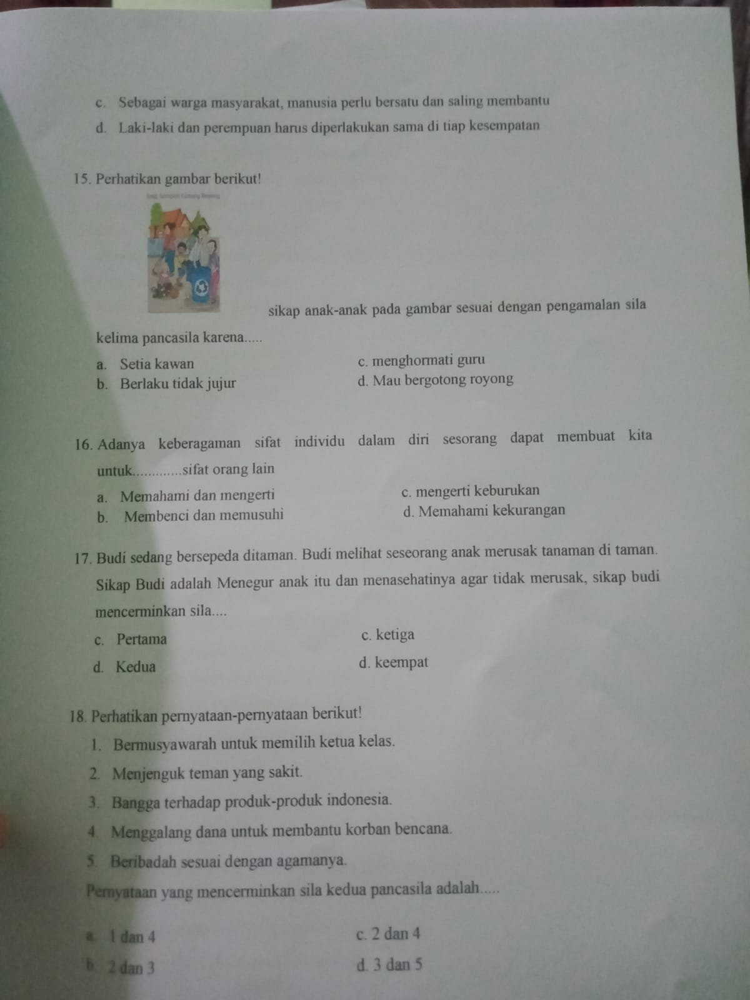 c. Sebagai warga masyarakat, manusia perlu bersatu dan saling membantu
d. Laki-laki dan perempuan harus diperlakukan sama di tiap kesempatan
15. Perhatikan gambar berikut!
sikap anak-anak pada gambar sesuai dengan pengamalan sila
kelima pancasila karena.....
a. Setia kawan
c. menghormati guru
b. Berlaku tidak jujur
d. Mau bergotong royong
16. Adanya keberagaman sifat individu dalam diri sesorang dapat membuat kita
untuk.............sifat orang lain
a. Memahami dan mengerti
c. mengerti keburukan
b. Membenci dan memusuhi
d. Memahami kekurangan
17. Budi sedang bersepeda ditaman. Budi melihat seseorang anak merusak tanaman di taman.
Sikap Budi adalah Menegur anak itu dan menasehatinya agar tidak merusak, sikap budi
mencerminkan sila....
c. Pertama
c. ketiga
d. Kedua
d. keempat
18. Perhatikan pernyataan-pernyataan berikut!
1. Bermusyawarah untuk memilih ketua kelas.
2. Menjenguk teman yang sakit.
3. Bangga terhadap produk-produk indonesia.
4. Menggalang dana untuk membantu korban bencana.
5. Beribadah sesuai dengan agamanya.
Pernyataan yang mencerminkan sila kedua pancasila adalah.....
a. 1 dan 4
c. 2 dan 4
b. 2 dan 3
d. 3 dan 5